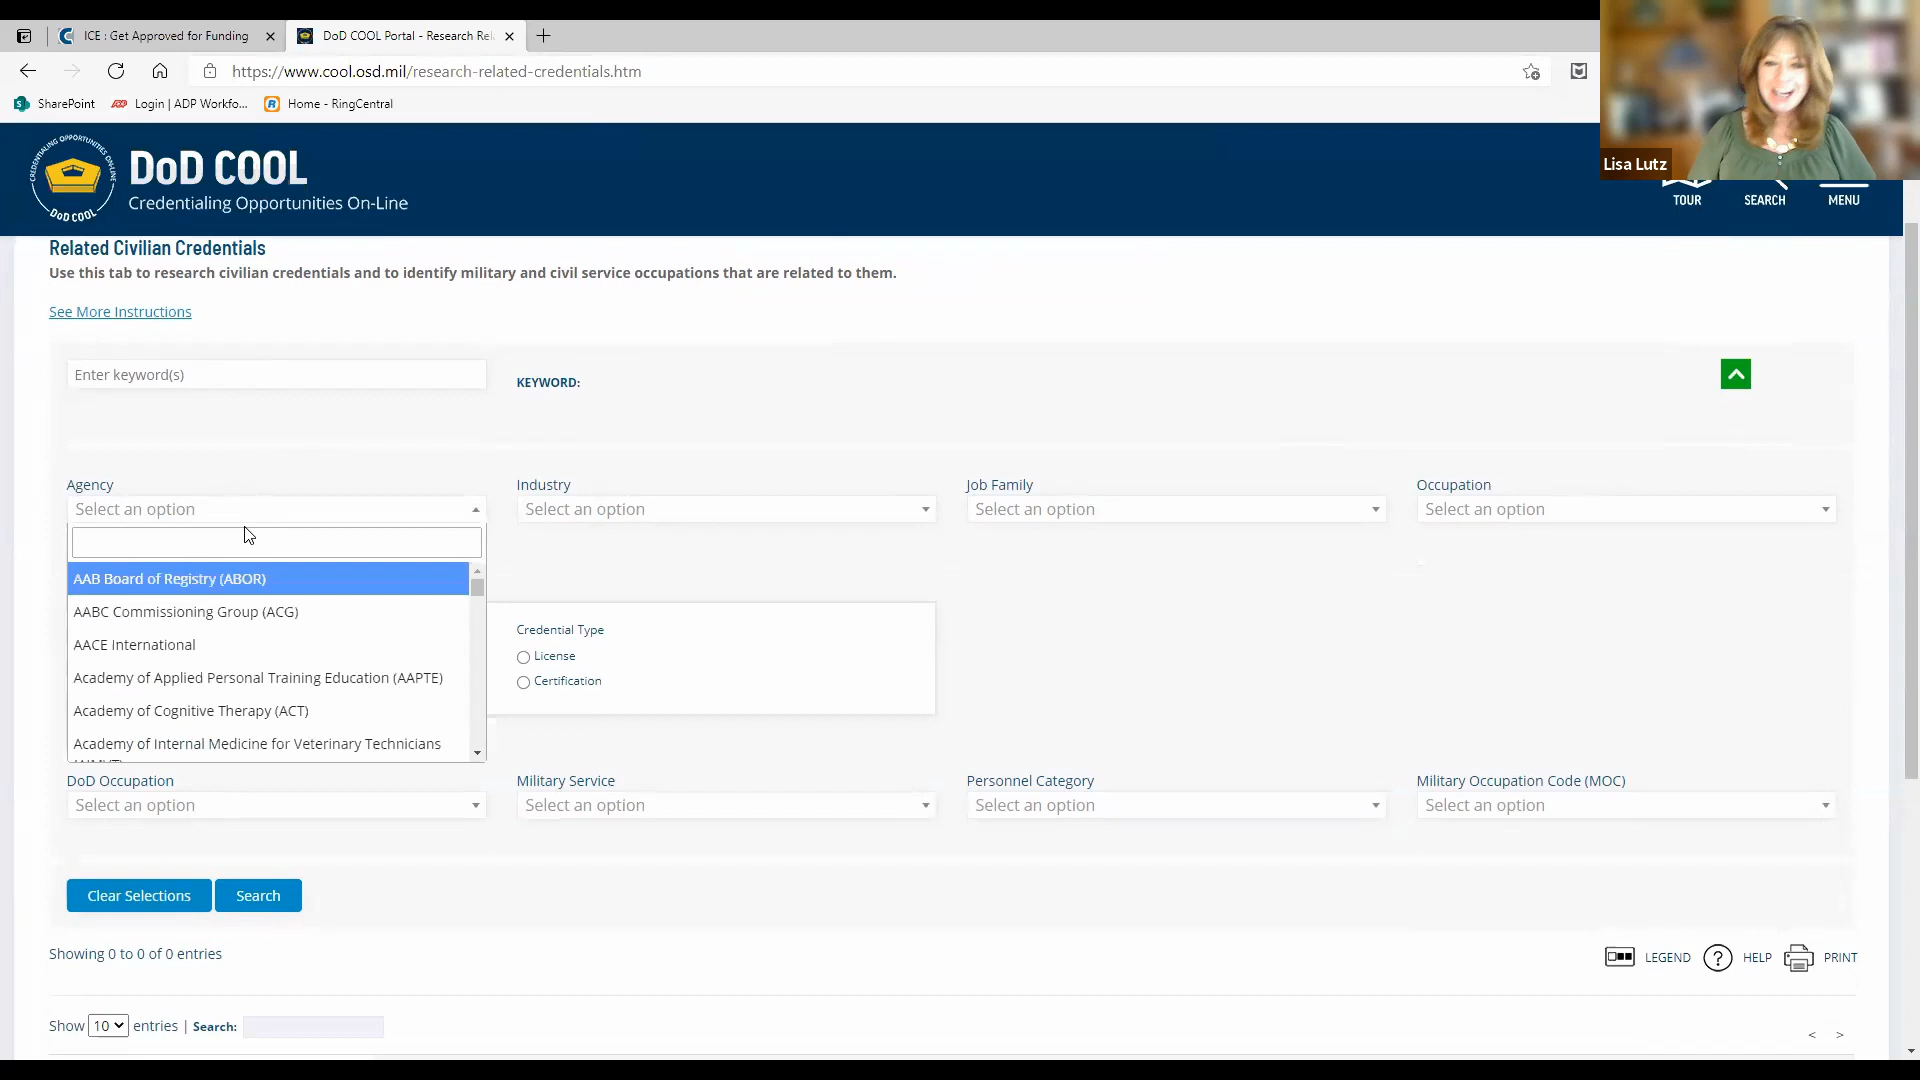 ICE : Get Approved for Funding
DoD COOL Portal - Research Rel
https://www.cool.osd.mil/research-related-credentials.htm
SharePoint
Login | ADP Workfo...
Home - RingCentral
Lisa Lutz
CREDENTIALING OPPORTUNITIES ON-LINE
DoD COOL
DoD COOL
Credentialing Opportunities On-Line
TOUR
SEARCH
MENU
Related Civilian Credentials
Use this tab to research civilian credentials and to identify military and civil service occupations that are related to them.
See More Instructions
Enter keyword(s)
KEYWORD:
Agency
Industry
Job Family
Occupation
Select an option
Select an option
Select an option
Select an option
AAB Board of Registry (ABOR)
AABC Commissioning Group (ACG)
AACE International
Academy of Applied Personal Training Education (AAPTE)
Academy of Cognitive Therapy (ACT)
Academy of Internal Medicine for Veterinary Technicians
(AIMVT)
Credential Type
License
Certification
DoD Occupation
Military Service
Personnel Category
Military Occupation Code (MOC)
Select an option
Select an option
Select an option
Select an option
Clear Selections
Search
Showing 0 to 0 of 0 entries
LEGEND
? HELP
PRINT
Show 10 entries | Search:
< >